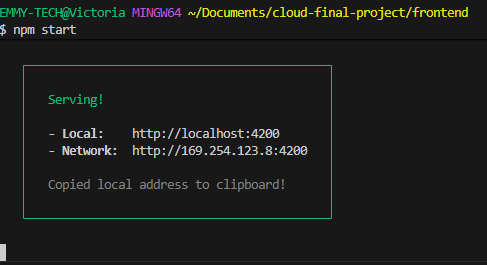 EMMY-TECH@Victoria MINGW64 ~/Documents/cloud-final-project/frontend
$ npm start
Serving!
- Local: http://localhost:4200
- Network: http://169.254.123.8:4200
Copied local address to clipboard!